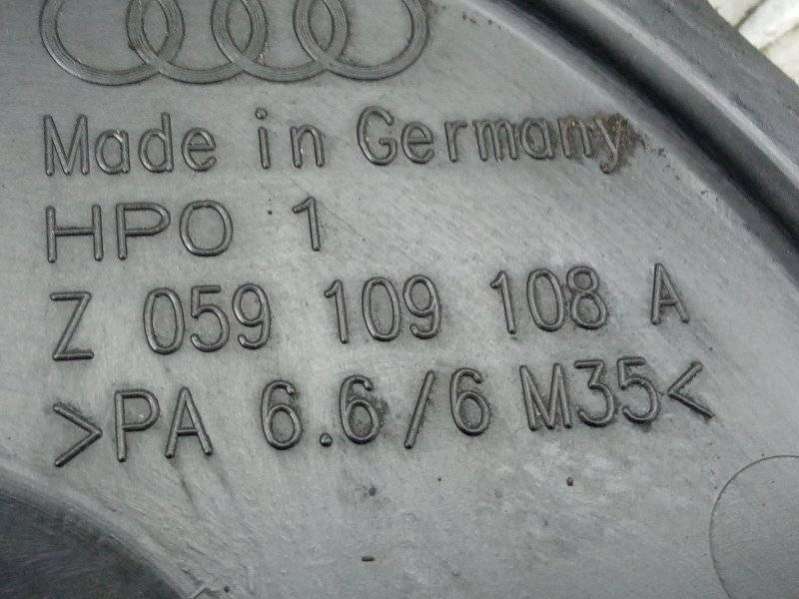 Made in Germany
HPO 1
Z 059 109 108 A
>PA 6.6/6 M35<